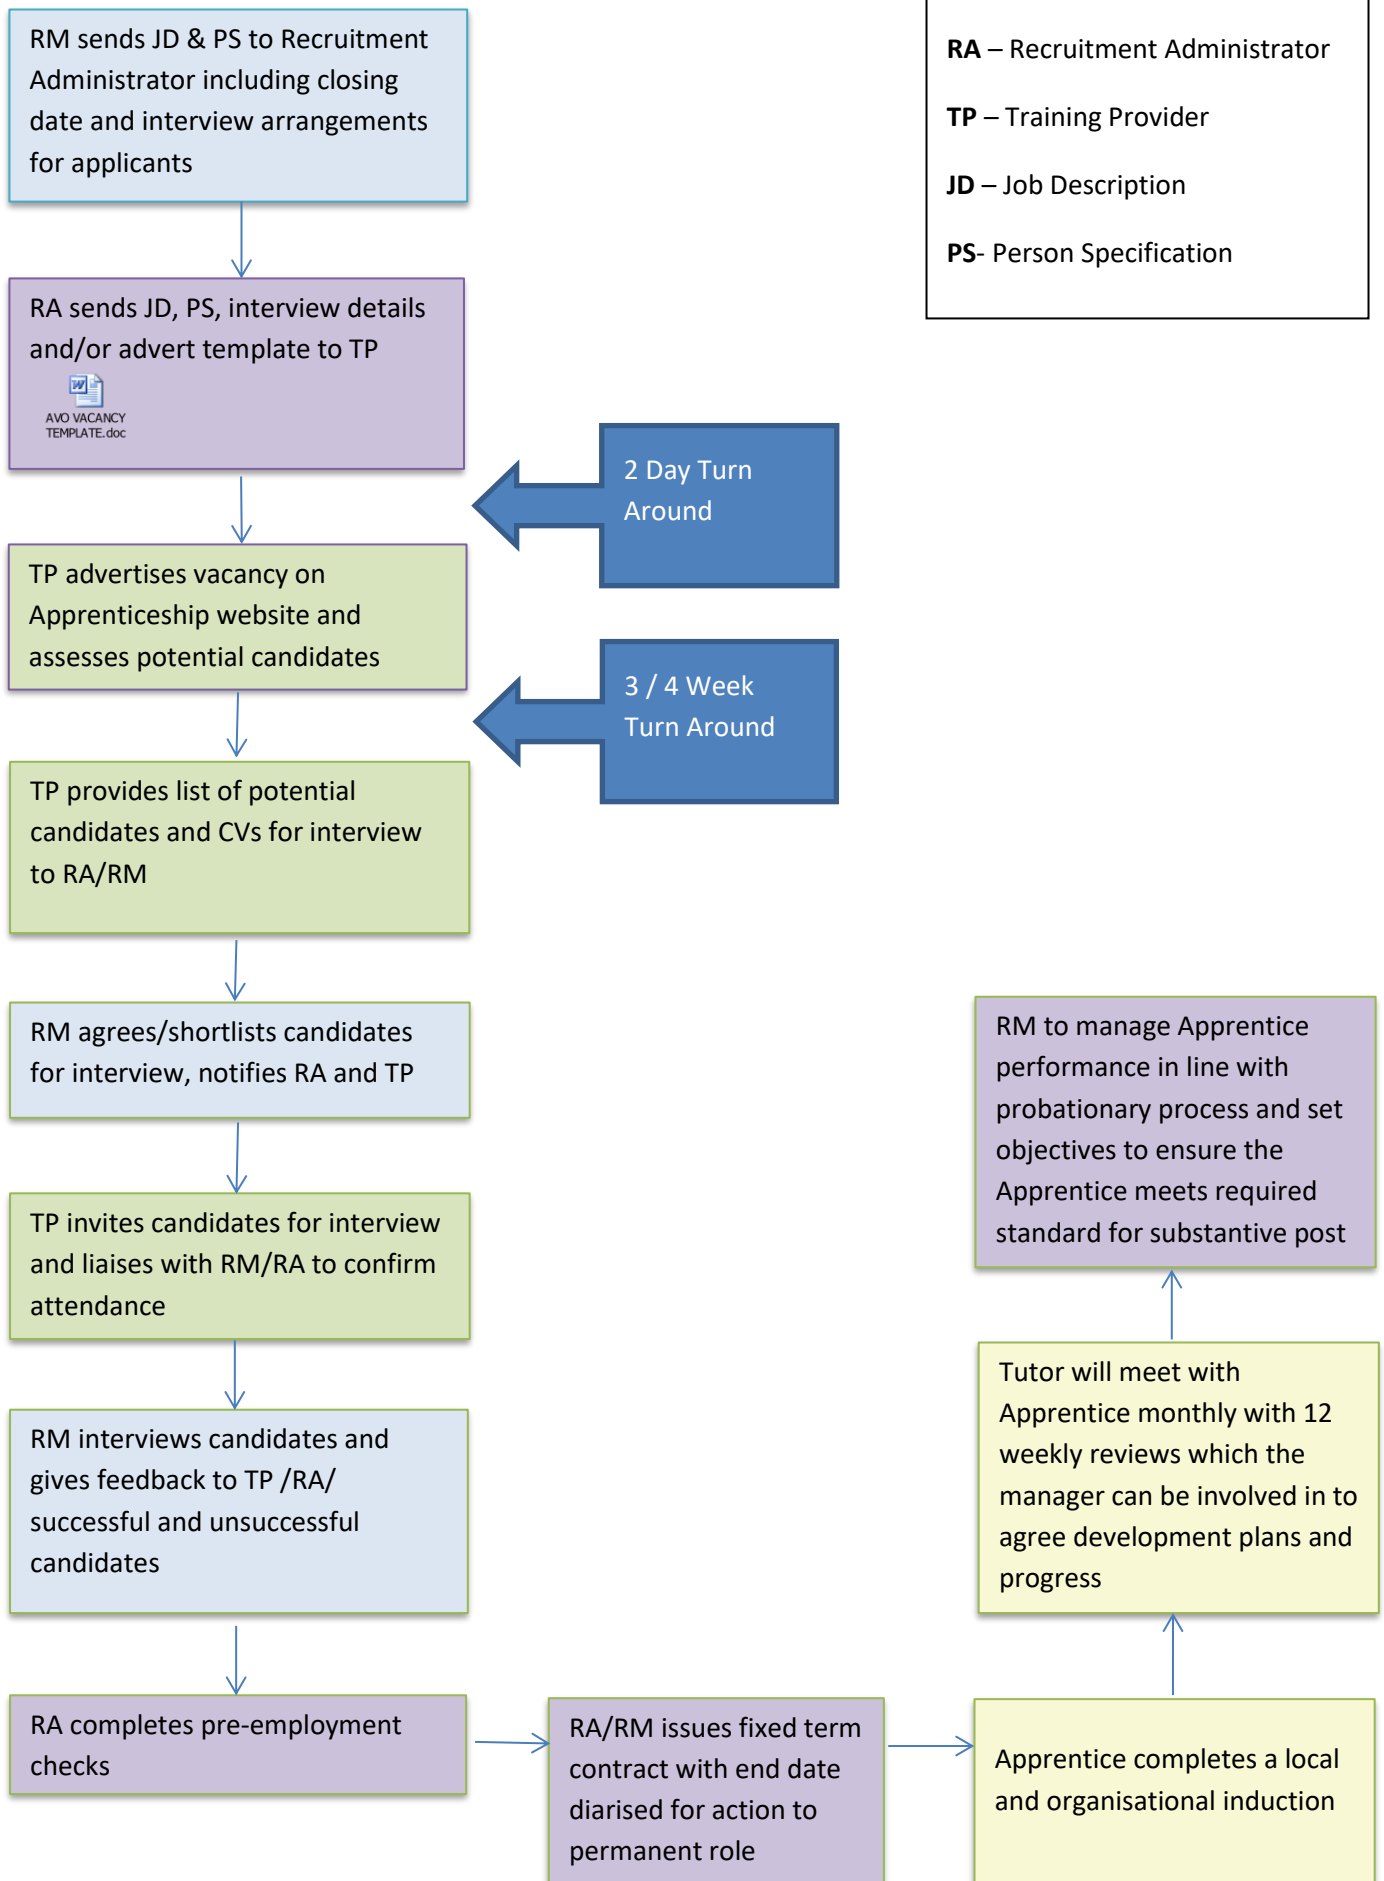 RM sends JD & PS to Recruitment
Administrator including closing
date and interview arrangements
for applicants
RA – Recruitment Administrator
TP – Training Provider
JD – Job Description
PS- Person Specification
RA sends JD, PS, interview details
and/or advert template to TP
AVO VACANCY
TEMPLATE.doc
2 Day Turn
Around
TP advertises vacancy on
Apprenticeship website and
assesses potential candidates
3 / 4 Week
Turn Around
TP provides list of potential
candidates and CVs for interview
to RA/RM
RM agrees/shortlists candidates
for interview, notifies RA and TP
TP invites candidates for interview
and liaises with RM/RA to confirm
attendance
RM interviews candidates and
gives feedback to TP /RA/
successful and unsuccessful
candidates
RA completes pre-employment
checks
RA/RM issues fixed term
contract with end date
diarised for action to
permanent role
Apprentice completes a local
and organisational induction
Tutor will meet with
Apprentice monthly with 12
weekly reviews which the
manager can be involved in to
agree development plans and
progress
RM to manage Apprentice
performance in line with
probationary process and set
objectives to ensure the
Apprentice meets required
standard for substantive post